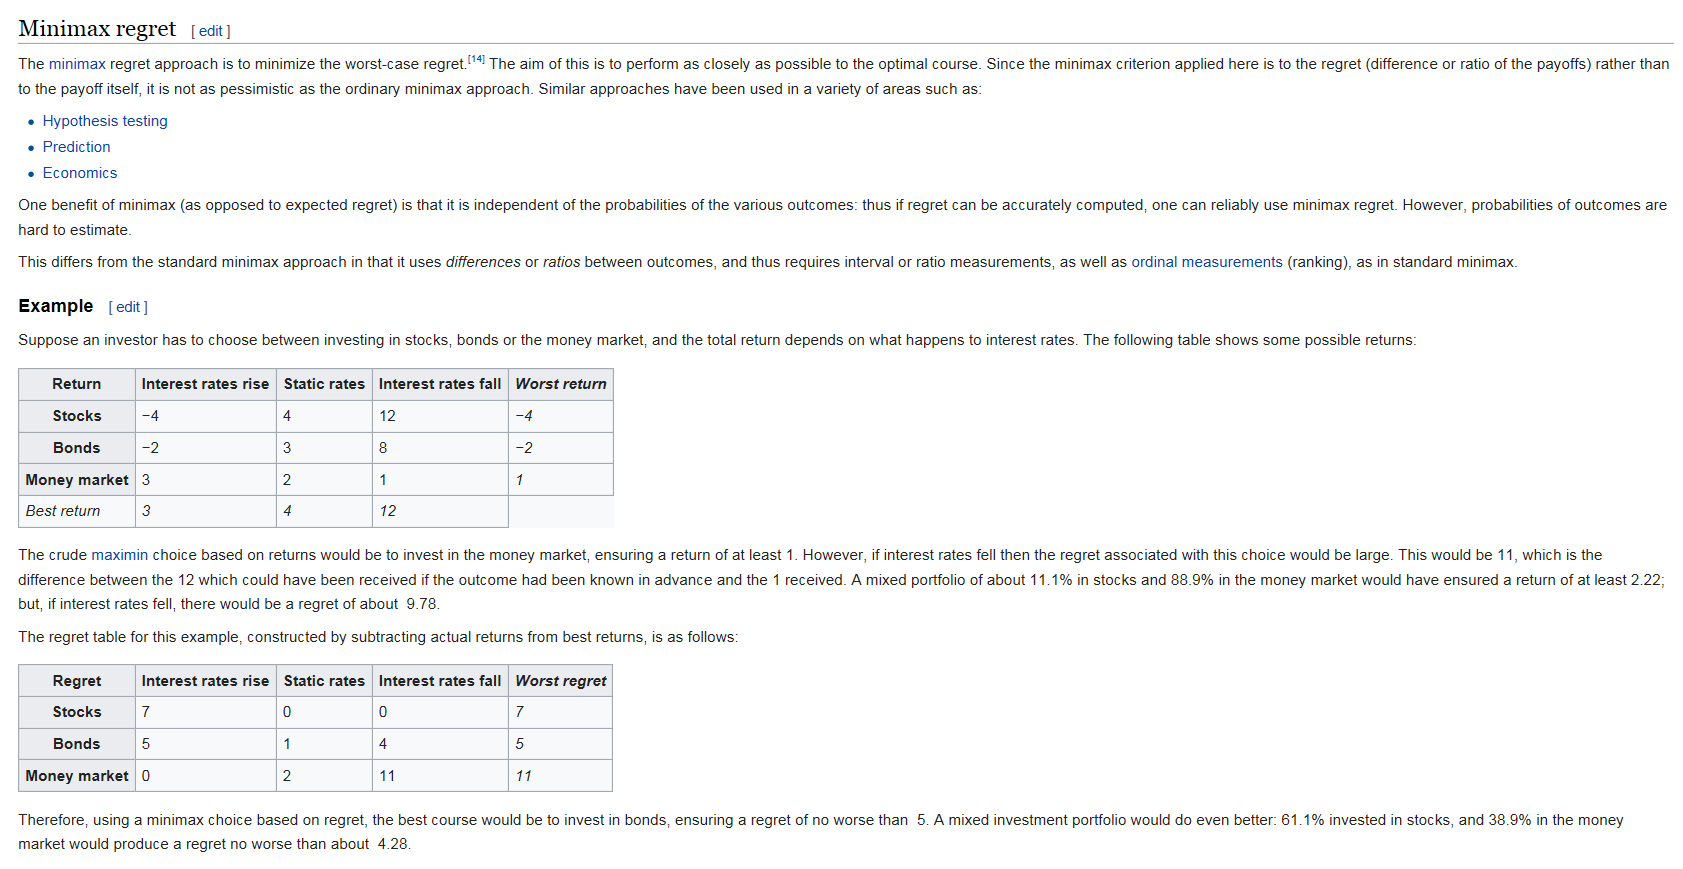 Minimax regret [ edit ]
The minimax regret approach is to minimize the worst-case regret.[14] The aim of this is to perform as closely as possible to the optimal course. Since the minimax criterion applied here is to the regret (difference or ratio of the payoffs) rather than
to the payoff itself, it is not as pessimistic as the ordinary minimax approach. Similar approaches have been used in a variety of areas such as:
• Hypothesis testing
• Prediction
• Economics
One benefit of minimax (as opposed to expected regret) is that it is independent of the probabilities of the various outcomes: thus if regret can be accurately computed, one can reliably use minimax regret. However, probabilities of outcomes are
hard to estimate.
This differs from the standard minimax approach in that it uses differences or ratios between outcomes, and thus requires interval or ratio measurements, as well as ordinal measurements (ranking), as in standard minimax.
Example [ edit ]
Suppose an investor has to choose between investing in stocks, bonds or the money market, and the total return depends on what happens to interest rates. The following table shows some possible returns:
Return Interest rates rise Static rates Interest rates fall Worst return
Stocks −4 4 12 −4
Bonds −2 3 8 −2
Money market 3 2 1 1
Best return 3 4 12
The crude maximin choice based on returns would be to invest in the money market, ensuring a return of at least 1. However, if interest rates fell then the regret associated with this choice would be large. This would be 11, which is the
difference between the 12 which could have been received if the outcome had been known in advance and the 1 received. A mixed portfolio of about 11.1% in stocks and 88.9% in the money market would have ensured a return of at least 2.22;
but, if interest rates fell, there would be a regret of about 9.78.
The regret table for this example, constructed by subtracting actual returns from best returns, is as follows:
Regret Interest rates rise Static rates Interest rates fall Worst regret
Stocks 7 0 0 7
Bonds 5 1 4 5
Money market 0 2 11 11
Therefore, using a minimax choice based on regret, the best course would be to invest in bonds, ensuring a regret of no worse than 5. A mixed investment portfolio would do even better: 61.1% invested in stocks, and 38.9% in the money
market would produce a regret no worse than about 4.28.